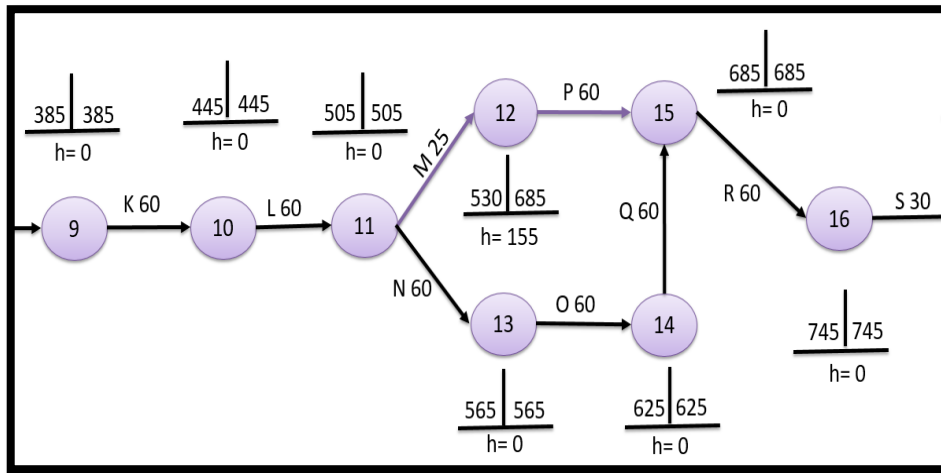 385 385
h= 0
445 445
h= 0
505 505
h= 0
685 685
h= 0
9
K 60
10
L 60
11
M 25
12
P 60
15
530 685
h= 155
Q 60
R 60
16
S 30
N 60
13
O 60
14
565 565
h= 0
625 625
h= 0
745 745
h= 0